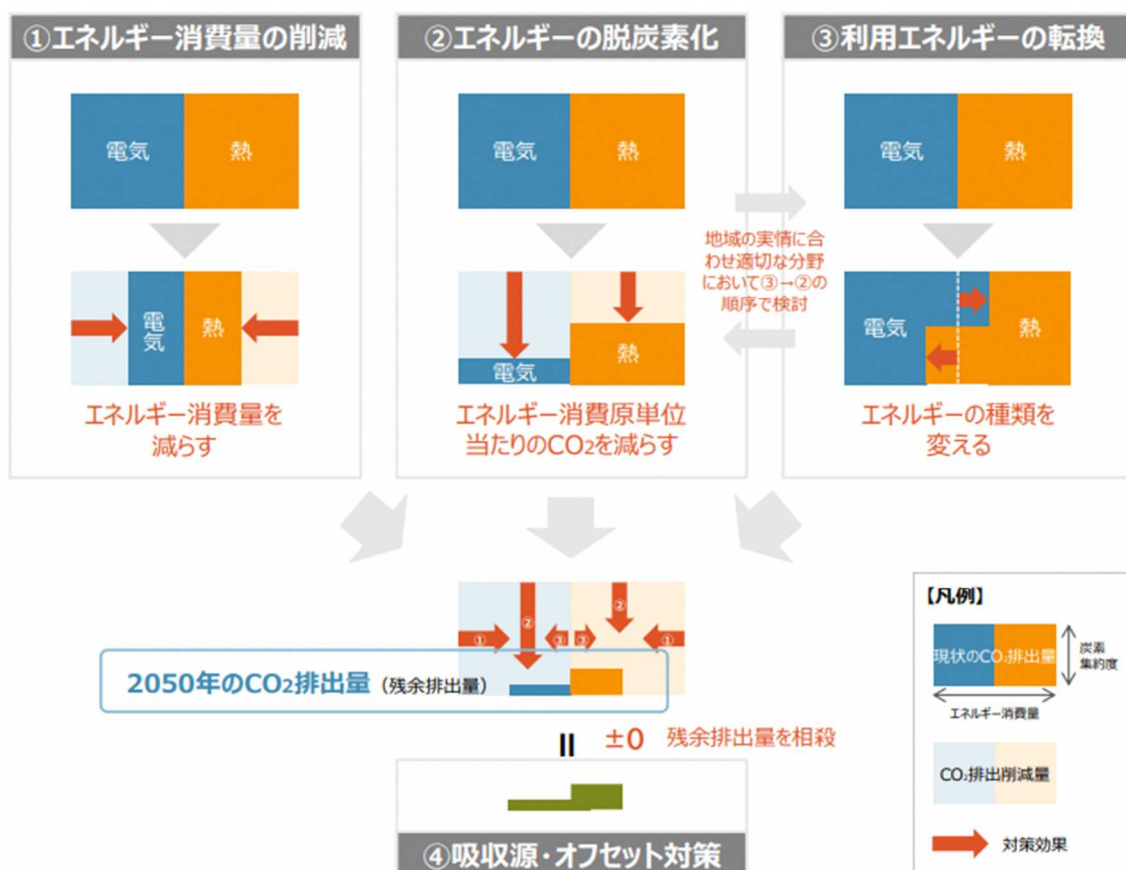 ①エネルギー消費量の削減
②エネルギーの脱炭素化
③利用エネルギーの転換
電気
熱
電気
熱
電気
熱
電気
熱
エネルギー消費量を
減らす
電気
熱
エネルギー消費原単位
当たりのCO₂を減らす
地域の実情に合
わせ適切な分野
において③→②の
順序で検討
電気
熱
エネルギーの種類を
変える
①
②
③
③
②
①
2050年のCO₂排出量（残余排出量）
=
±0 残余排出量を相殺
④吸収源・オフセット対策
【凡例】
現状のCO₂排出量
炭素
集約度
エネルギー消費量
CO₂排出削減量
対策効果